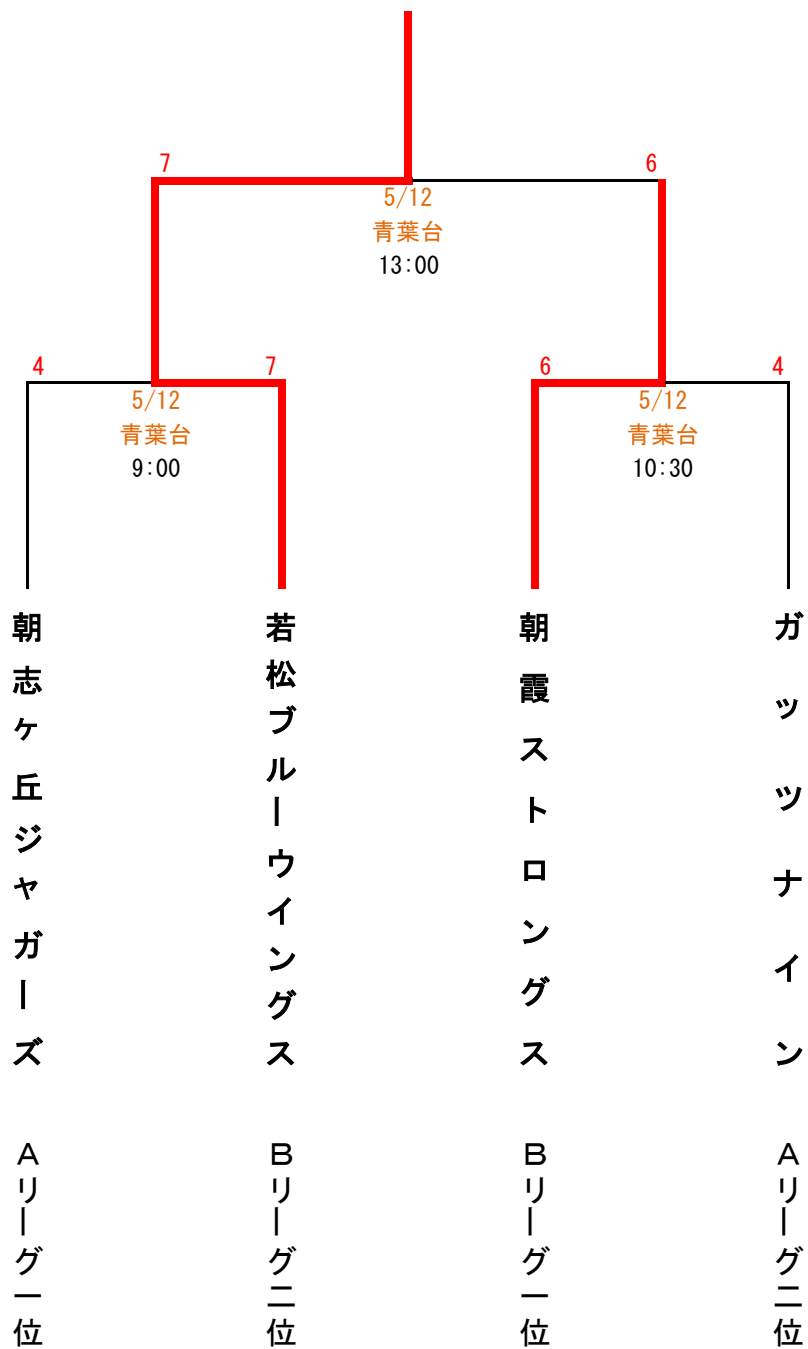 7
6
5/12
青葉台
13:00
4
7
5/12
青葉台
9:00
6
4
5/12
青葉台
10:30
朝志ヶ丘ジャガーズ Aリーグ一位
若松ブルーウイングス Bリーグ二位
朝霞ストロングス Bリーグ一位
ガッツナイン Aリーグ二位